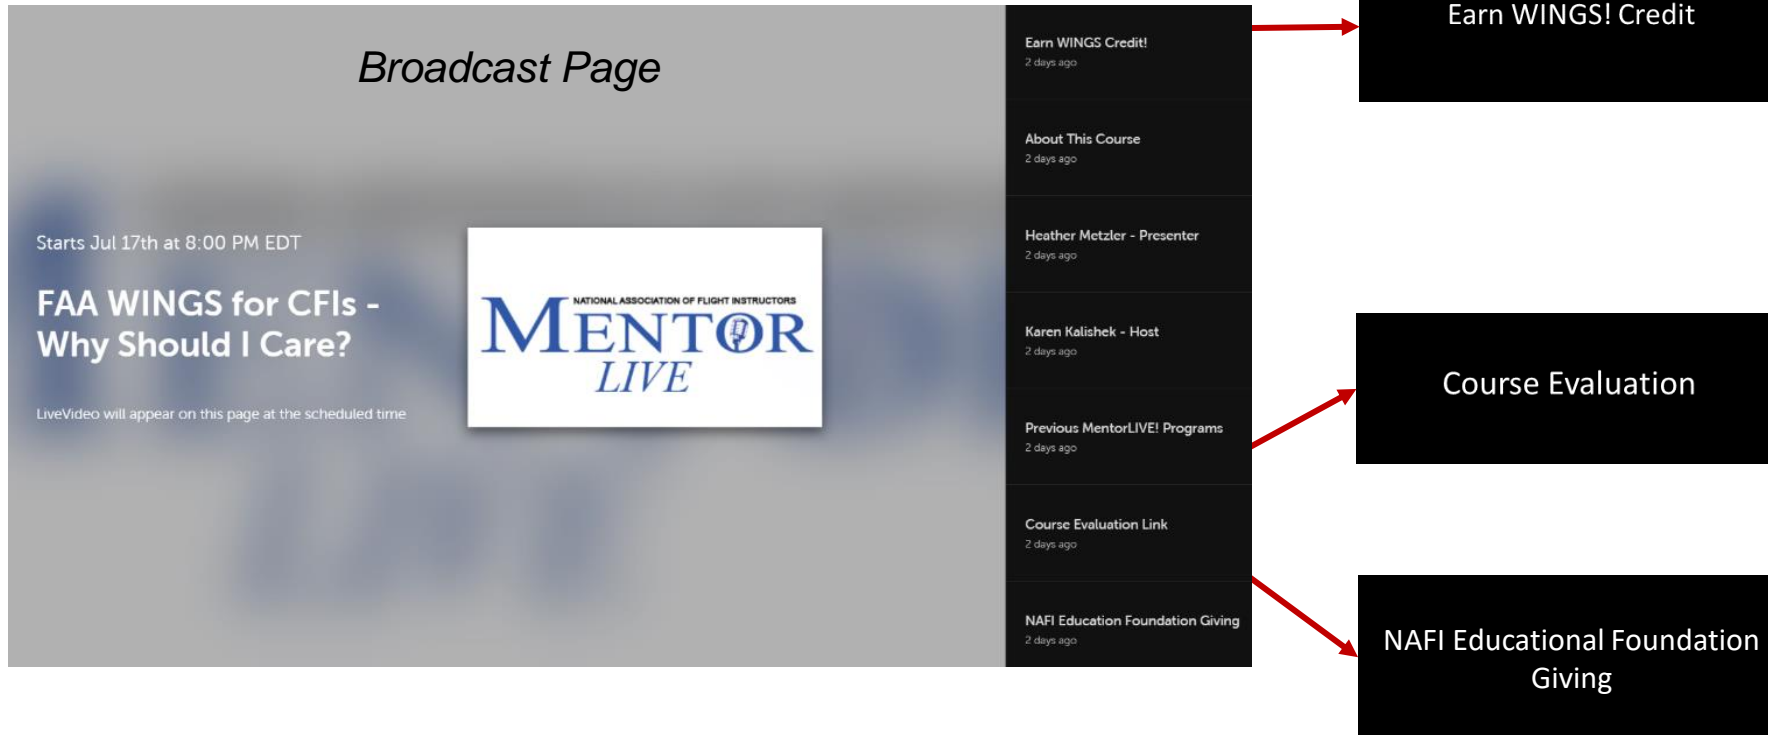 Broadcast Page
Starts Jul 17th at 8:00 PM EDT
FAA WINGS for CFIs -
Why Should I Care?
LiveVideo will appear on this page at the scheduled time
NATIONAL ASSOCIATION OF FLIGHT INSTRUCTORS
MENTOR
LIVE
Earn WINGS Credit!
2 days ago
About This Course
2 days ago
Heather Metzler - Presenter
2 days ago
Karen Kalishek - Host
2 days ago
Previous MentorLIVE! Programs
2 days ago
Course Evaluation Link
2 days ago
NAFI Education Foundation Giving
2 days ago
Earn WINGS! Credit
Course Evaluation
NAFI Educational Foundation
Giving